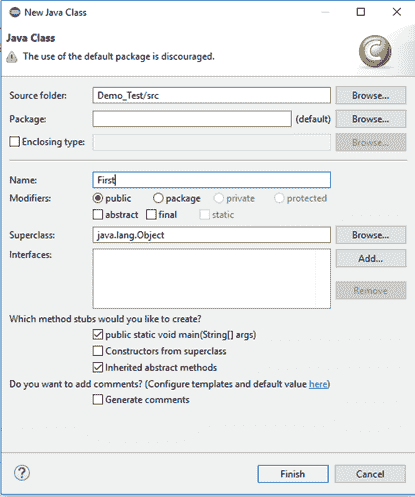 New Java Class
Java Class
The use of the default package is discouraged.
Source folder: Demo_Test/src Browse...
Package: (default) Browse...
Enclosing type: Browse...
Name: First
Modifiers: public package private protected
abstract final static
Superclass: java.lang.Object Browse...
Interfaces: Add...
Remove
Which method stubs would you like to create?
public static void main(String[] args)
Constructors from superclass
Inherited abstract methods
Do you want to add comments? (Configure templates and default value here)
Generate comments
? Finish Cancel